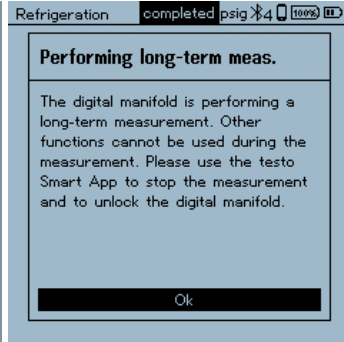 Refrigeration completed psig 4 100%
Performing long-term meas.
The digital manifold is performing a
long-term measurement. Other
functions cannot be used during the
measurement. Please use the testo
Smart App to stop the measurement
and to unlock the digital manifold.
Ok